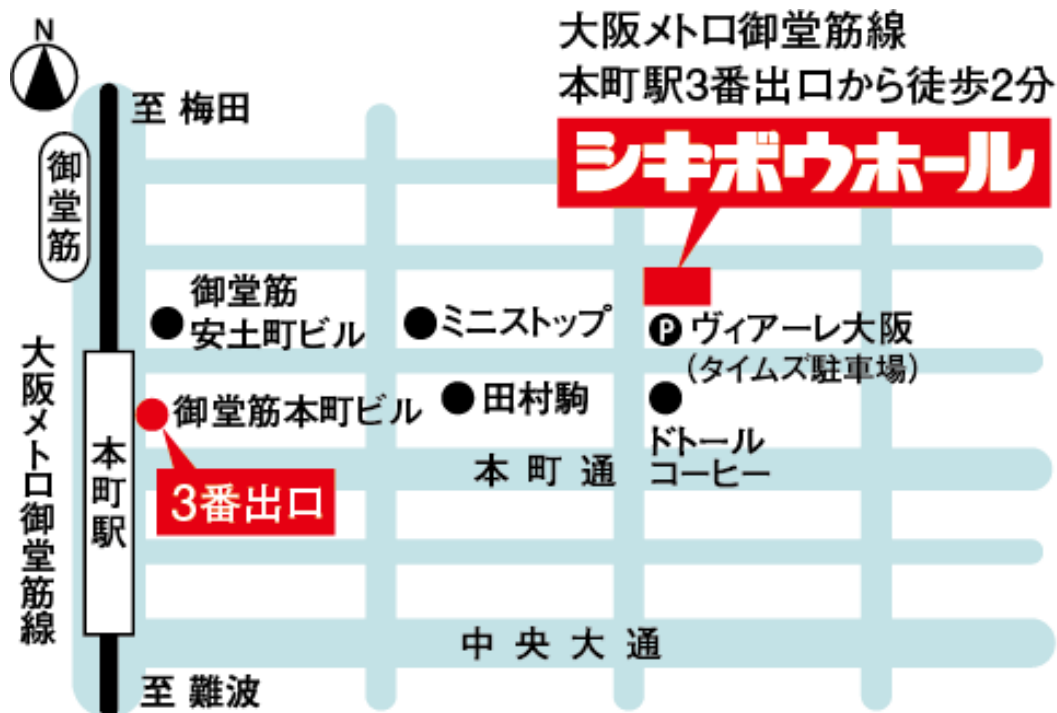 N
大阪メトロ御堂筋線
本町駅3番出口から徒歩2分
シキボウホール
至 梅田
御堂筋
御堂筋
安土町ビル
ミニストップ
P ヴィアーレ大阪
(タイムズ駐車場)
大阪メトロ御堂筋線
御堂筋本町ビル
田村駒
ドトール
コーヒー
本町駅
3番出口
本町通
中央大通
至 難波